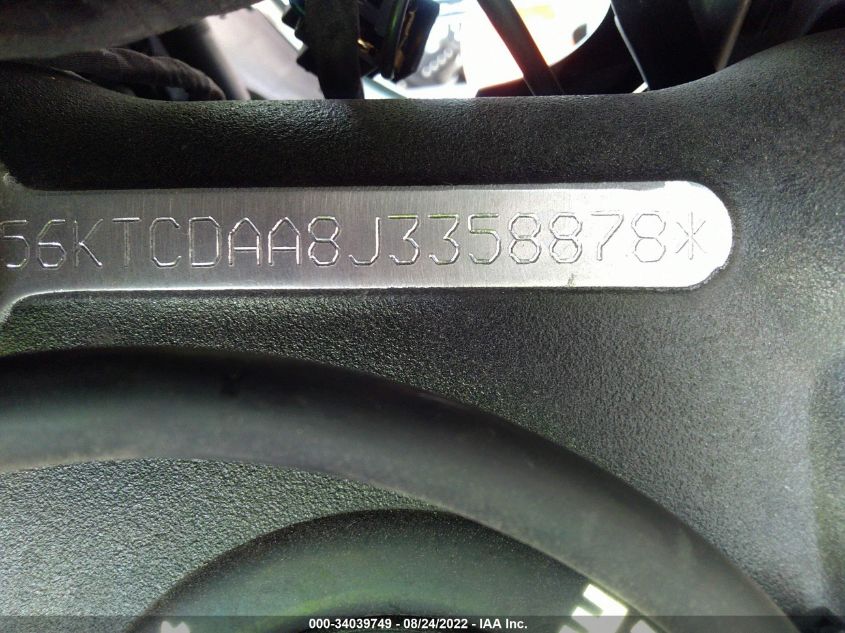 56KTCDAA8J3358878*
000-34039749 - 08/24/2022 - IAA Inc.